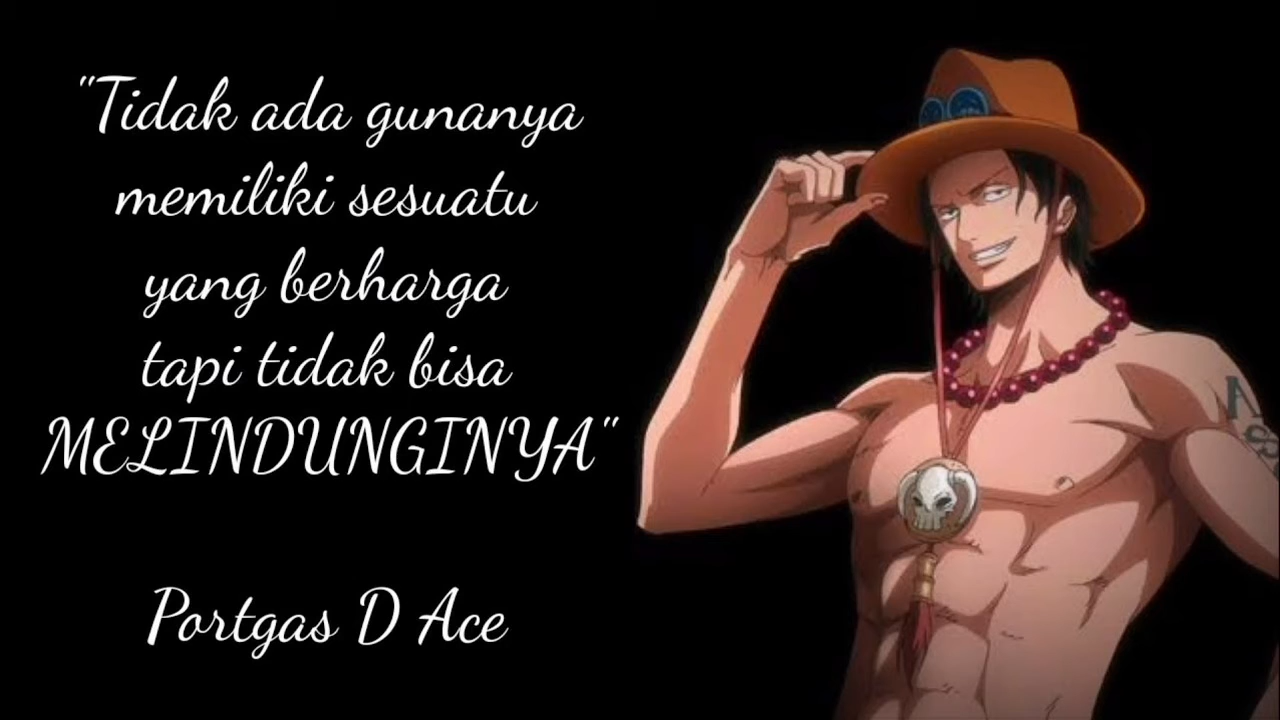 "Tidak ada gunanya
memiliki sesuatu
yang berharga
tapi tidak bisa
MELINDUNGINYA"
Portgas D Ace